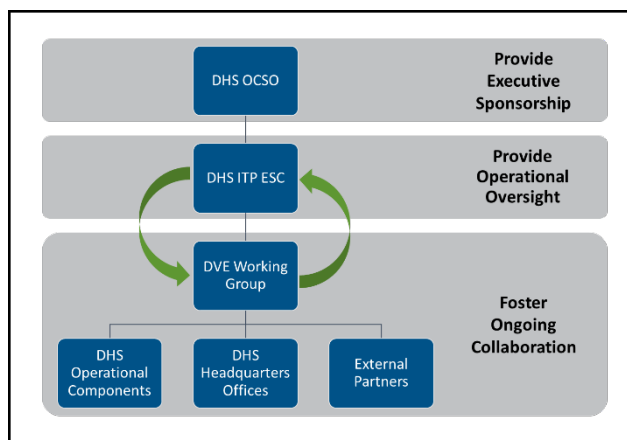 DHS OCSO
Provide
Executive
Sponsorship
DHS ITP ESC
Provide
Operational
Oversight
DVE Working
Group
Foster
Ongoing
Collaboration
DHS
Operational
Components
DHS
Headquarters
Offices
External
Partners